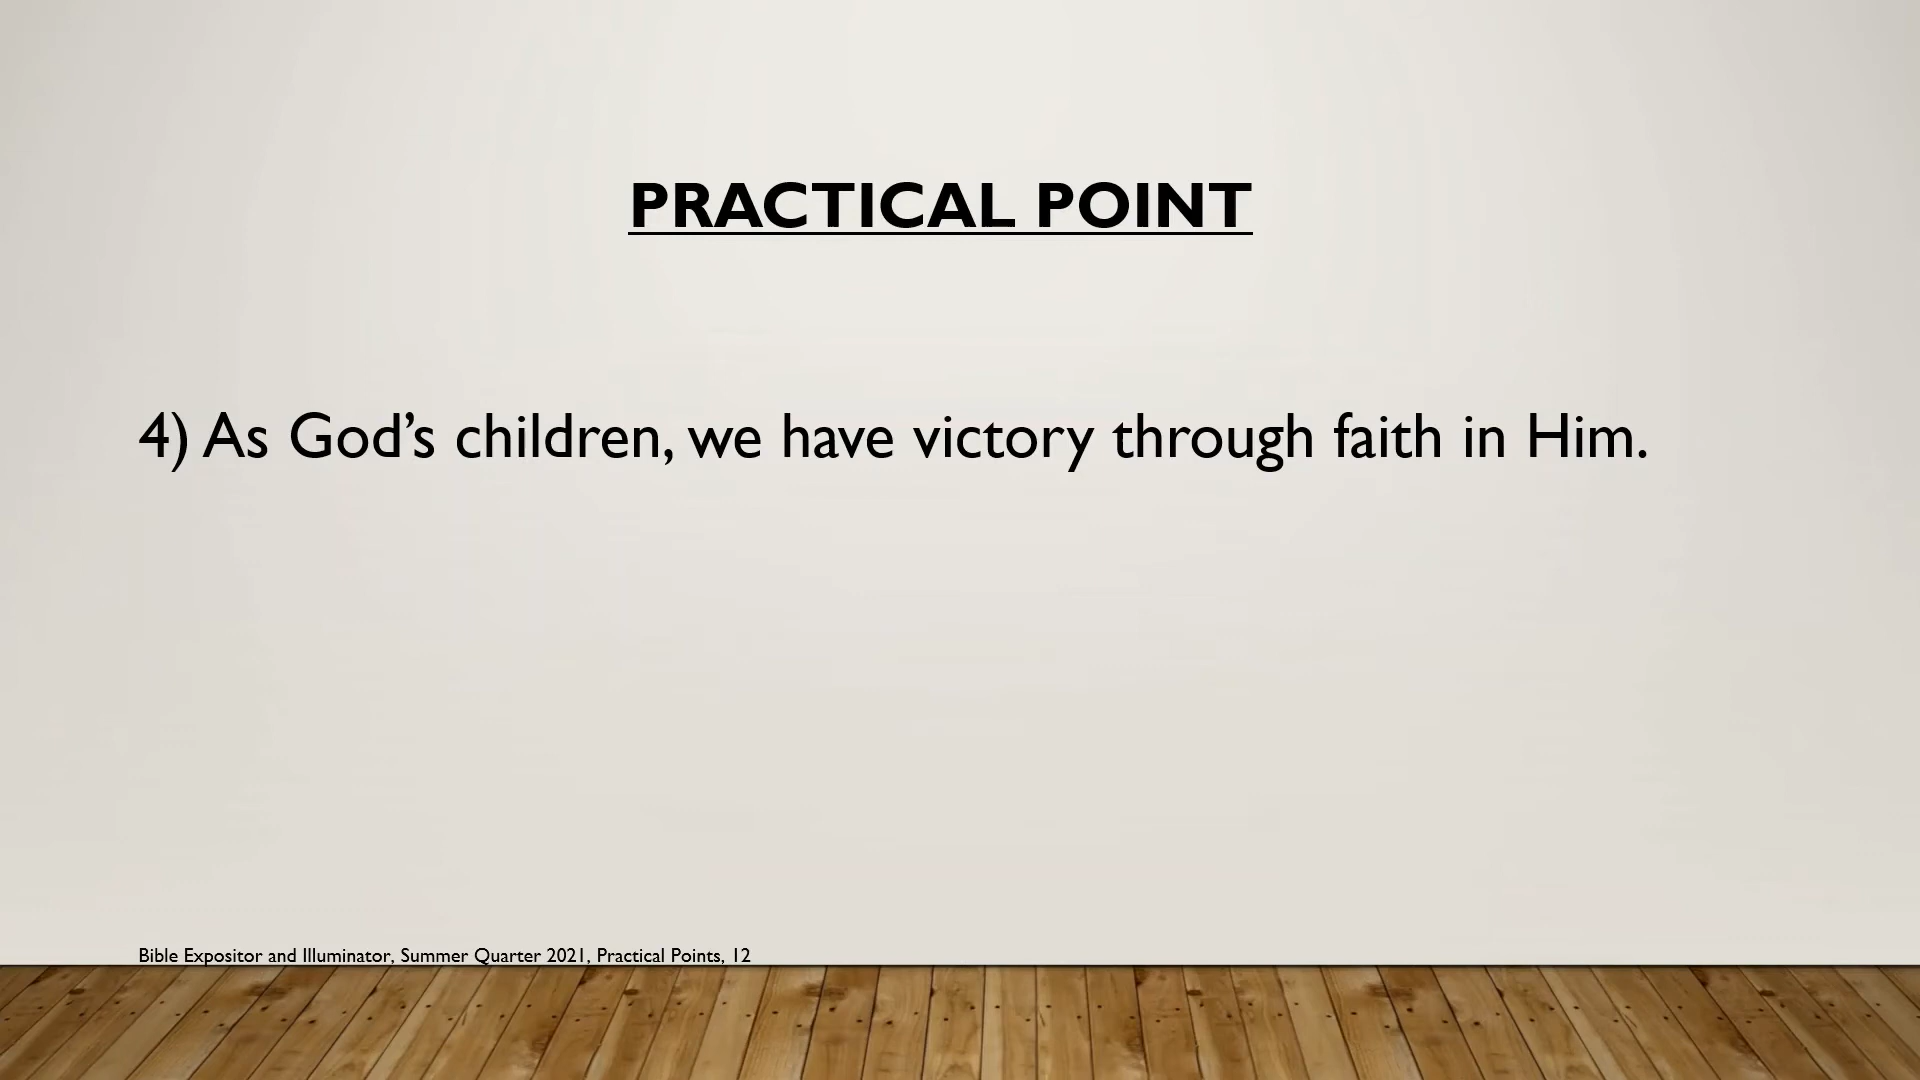 PRACTICAL POINT
4) As God’s children, we have victory through faith in Him.
Bible Expositor and Illuminator, Summer Quarter 2021, Practical Points, 12